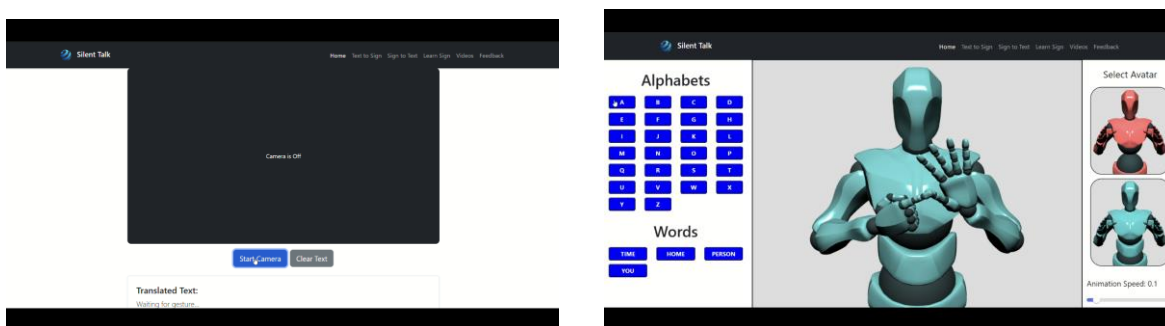 Silent Talk
Home Text to Sign Sign to Text Learn Sign Videos Feedback
Camera is Off
Start Camera Clear Text
Translated Text:
Waiting for gesture...
Silent Talk
Home Text to Sign Sign to Text Learn Sign Videos Feedback
Alphabets
A B C D
E F G H
I J K L
M N O P
Q R S T
U V W X
Y Z
Words
TIME HOME PERSON
YOU
Select Avatar
Animation Speed: 0.1